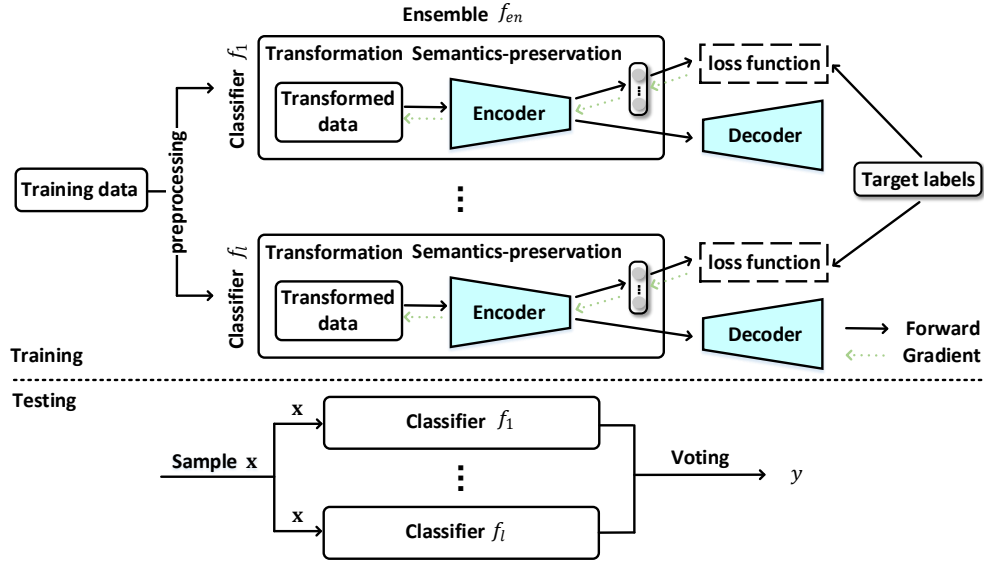 Ensemble f_en
Classifier f_1
Transformation Semantics-preservation
Transformed
data
Encoder
loss function
Decoder
Training data
preprocessing
Target labels
Classifier f_l
Transformation Semantics-preservation
Transformed
data
Encoder
loss function
Decoder
Forward
Gradient
Training
Testing
x
Classifier f_1
Sample x
Voting
y
x
Classifier f_l